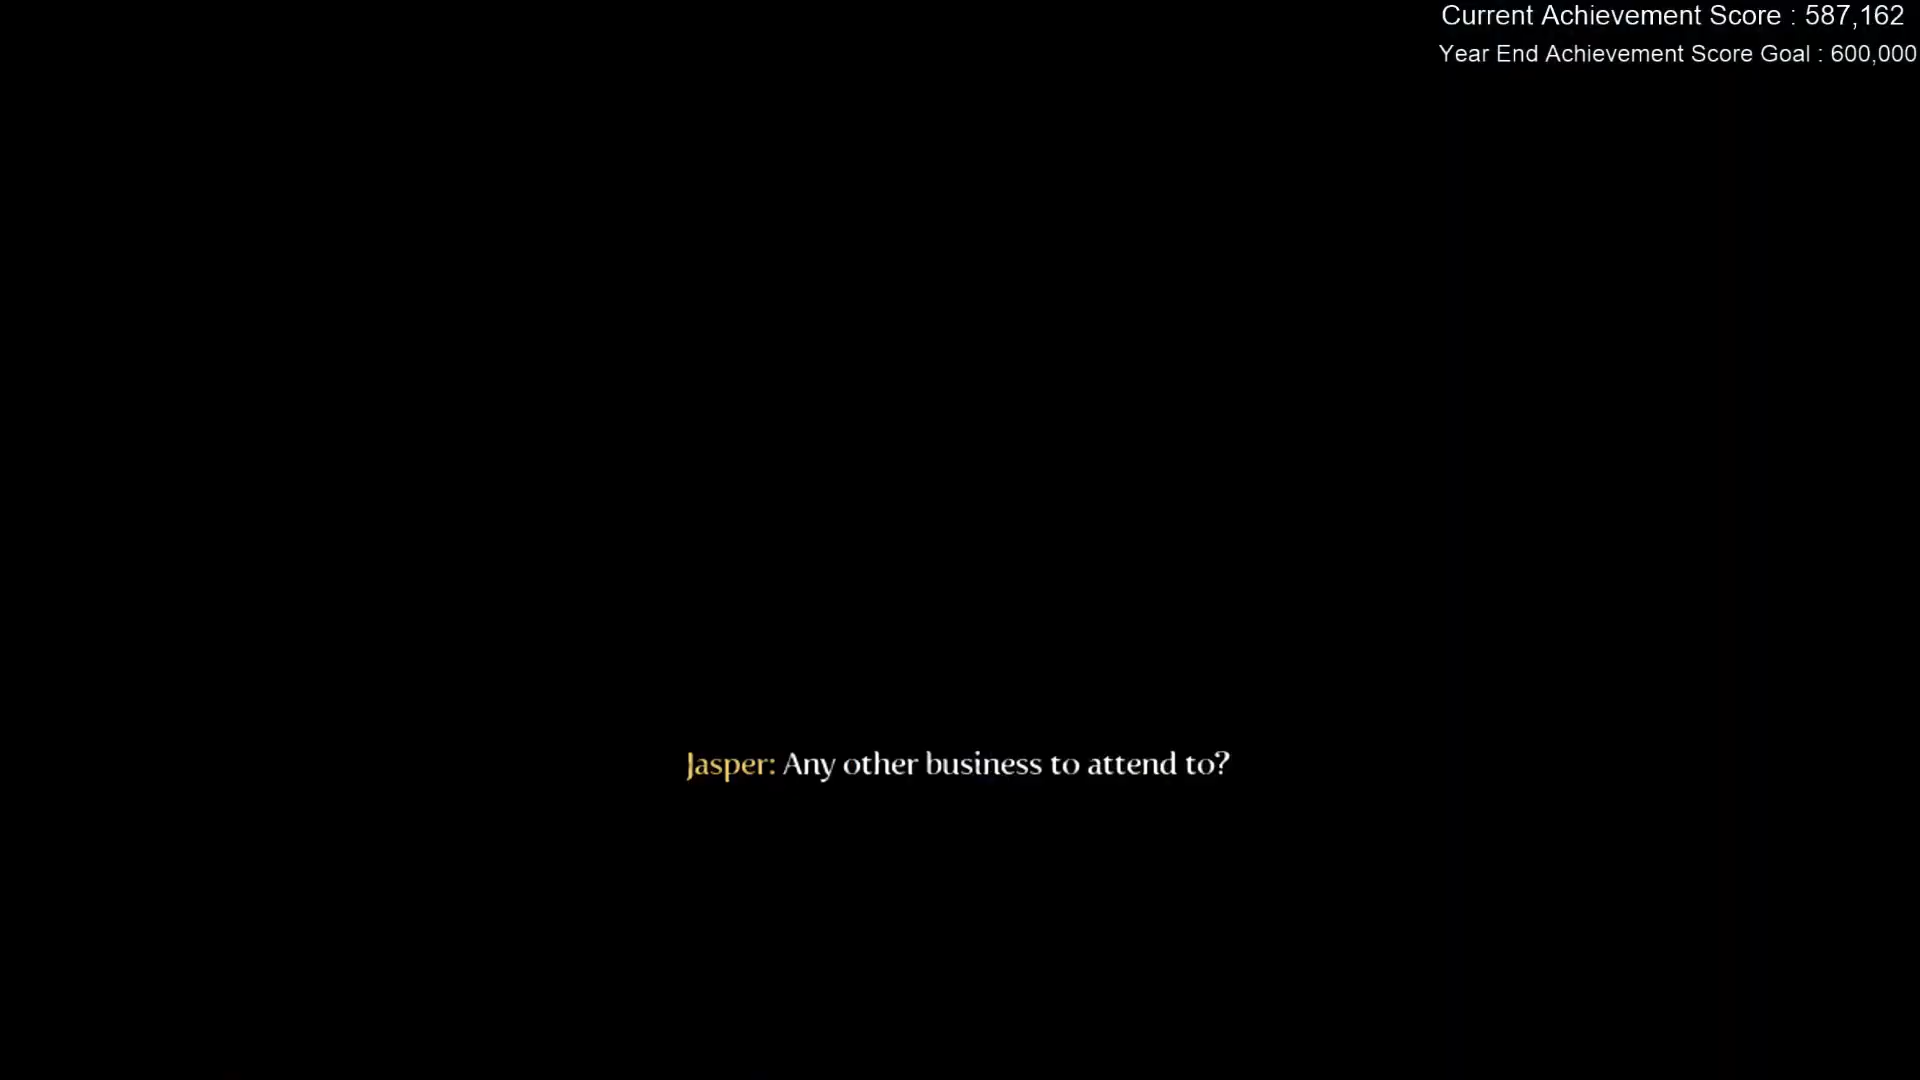 Current Achievement Score : 587,162
Year End Achievement Score Goal : 600,000
Jasper: Any other business to attend to?